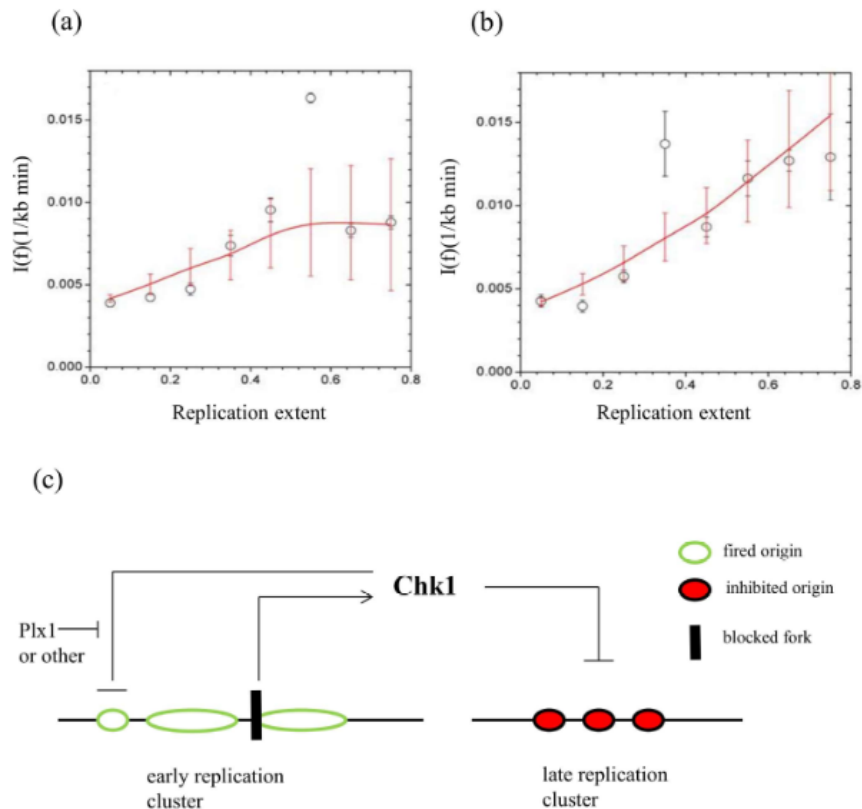 (a)
(b)
0.015
0.010
0.005
0.000
I(f)(1/kb min)
0.0 0.2 0.4 0.6 0.8
Replication extent
0.015
0.010
0.005
0.000
I(f)(1/kb min)
0.0 0.2 0.4 0.6 0.8
Replication extent
(c)
Chk1
Plx1
or other
fired origin
inhibited origin
blocked fork
early replication
cluster
late replication
cluster